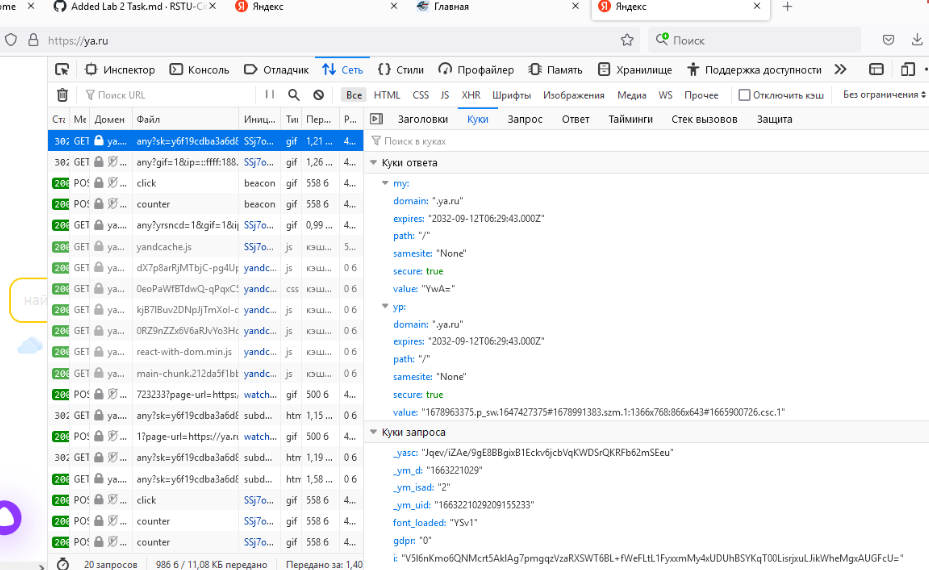 ome
Added Lab 2 Task.md · RSTU-Cit
Яндекс
Главная
Яндекс
https://ya.ru
Поиск
Инспектор Консоль Отладчик Сеть Стили Профайлер Память Хранилище Поддержка доступности
Поиск URL
Все HTML CSS JS XHR Шрифты Изображения Медиа WS Прочее Отключить кэш Без ограничения
Ста Ме Домен Файл Иниц... Тип Пер... Р...
Заголовки Куки Запрос Ответ Тайминги Стек вызовов Защита
Поиск в куках
302 GET ya.... any?sk=y6f19cdba3a6d8 SSj7o... gif 1,21 ... 4...
302 GET ... any?gif=1&ip=::ffff:188. SSj7o... gif 1,26 ... 4...
200 POS ... click beacon gif 558 б 4...
200 POS ... counter beacon gif 558 б 4...
200 GET ya.... any?yrsncd=1&gif=1&ip SSj7o... gif 0,99 ... 4...
200 GET ya.... yandcache.js SSj7o... js кэш... 5...
200 GET ya.... yandc... js кэш... 0 б
200 GET ya.... yandc... css кэш... 0 б
200 GET ya.... yandc... js кэш... 0 б
200 GET ya.... yandc... js кэш... 0 б
200 GET ya.... react-with-dom.min.js yandc... js кэш... 0 б
200 GET ya.... main-chunk.212da5f1bb yandc... js кэш... 0 б
200 POS ... 723233?page-url=https: watch... gif 500 б 4...
302 GET ya.... any?sk=y6f19cdba3a6d8 subd... htm 1,15 ... 4...
200 POS ... 1?page-url=https://ya.ru watch... gif 500 б 4...
302 GET ... any?sk=y6f19cdba3a6d8 subd... htm 1,19 ... 4...
200 GET ya.... any?sk=y6f19cdba3a6d8 subd... htm 1,58 ... 4...
200 POS ... click SSj7o... gif 558 б 4...
200 POS ... counter SSj7o... gif 558 б 4...
200 POS ... counter SSj7o... gif 558 б 4...
20 запросов 986 б / 11,08 КБ передано Передано за: 1,40
Куки ответа
my:
domain: ".ya.ru"
expires: "2032-09-12T06:29:43.000Z"
path: "/"
samesite: "None"
secure: true
value: "YwA="
yp:
domain: ".ya.ru"
expires: "2032-09-12T06:29:43.000Z"
path: "/"
samesite: "None"
secure: true
value: "1678963375.p_sw.1647427375#1678991383.szm.1:1366x768:866x643#1665900726.csc.1"
Куки запроса
_yasc: "Jqev/iZAe/9gE8BBgixB1Eckv6jcbVqKWDSrQKRFb62mSEeu"
_ym_d: "1663221029"
_ym_isad: "2"
_ym_uid: "1663221029209155233"
font_loaded: "YSv1"
gdpr: "0"
най